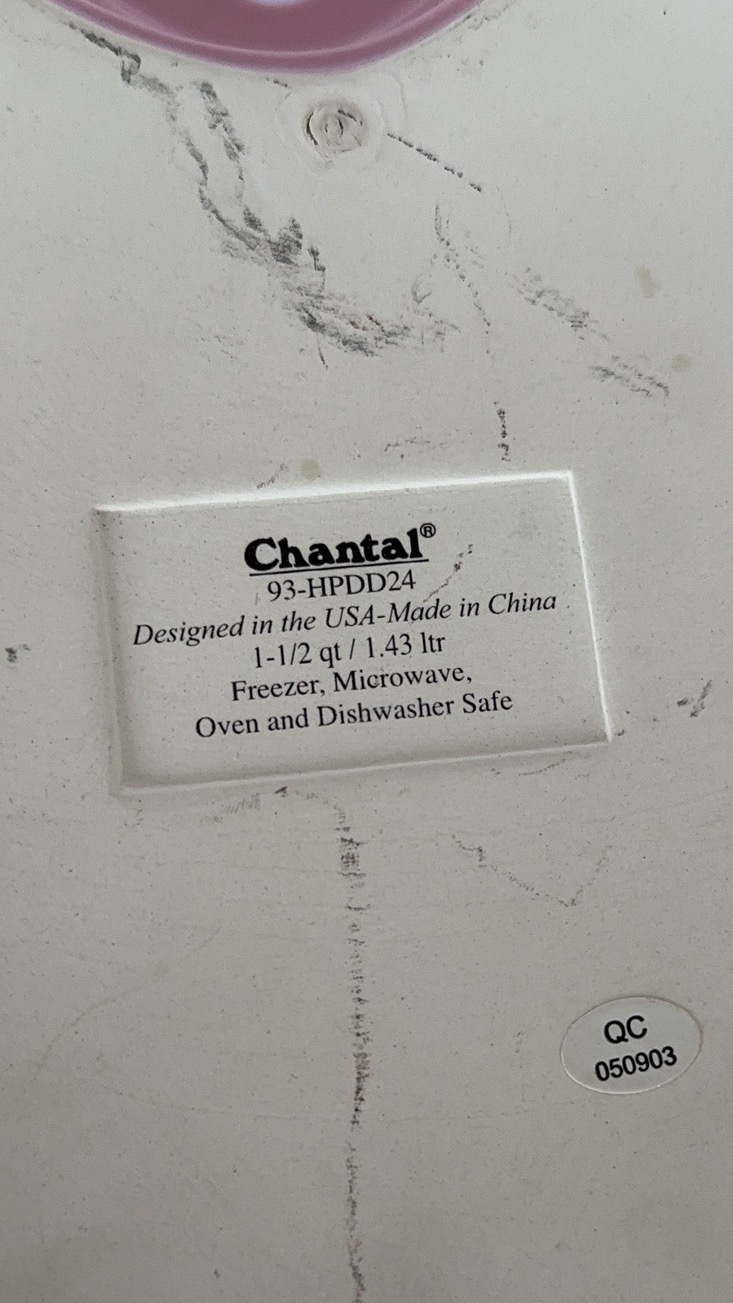 Chantal®
93-HPDD24
Designed in the USA-Made in China
1-1/2 qt / 1.43 ltr
Freezer, Microwave,
Oven and Dishwasher Safe
QC
050903